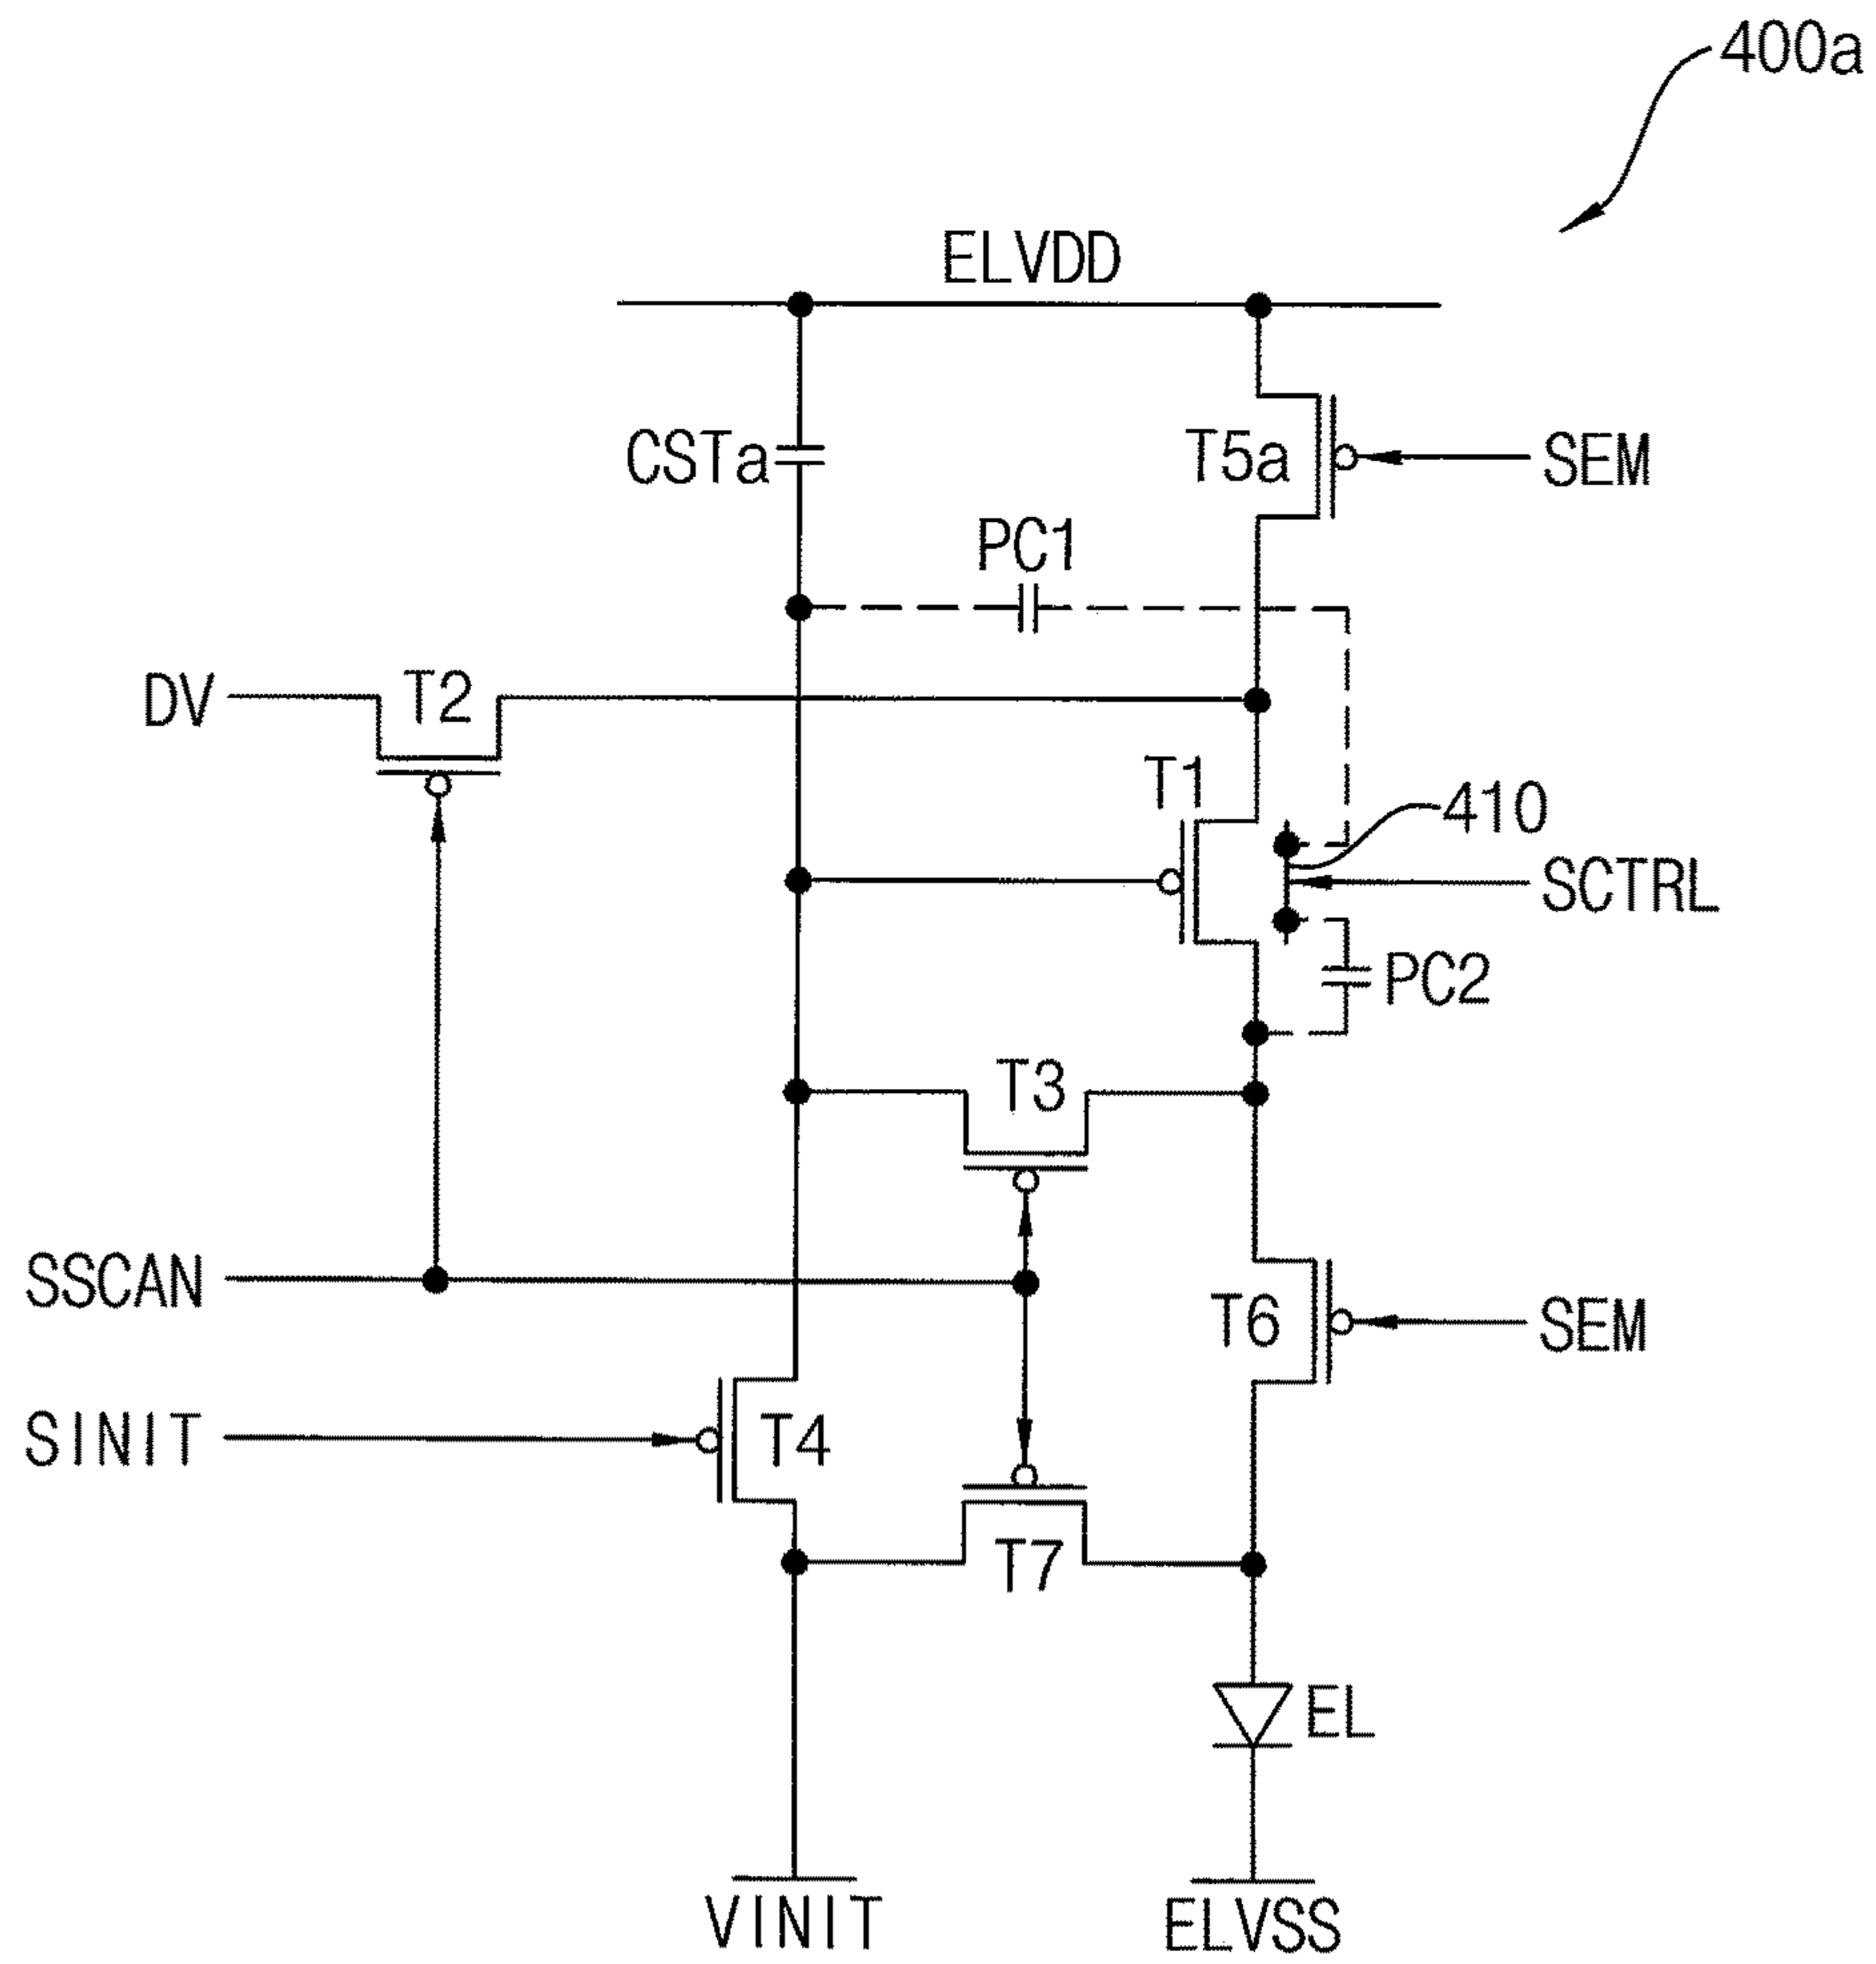 400a
ELVDD
CSTa
T5a
SEM
PC1
DV
T2
T1
410
SCTRL
PC2
T3
SSCAN
T6
SEM
SINIT
T4
T7
EL
VINIT
ELVSS